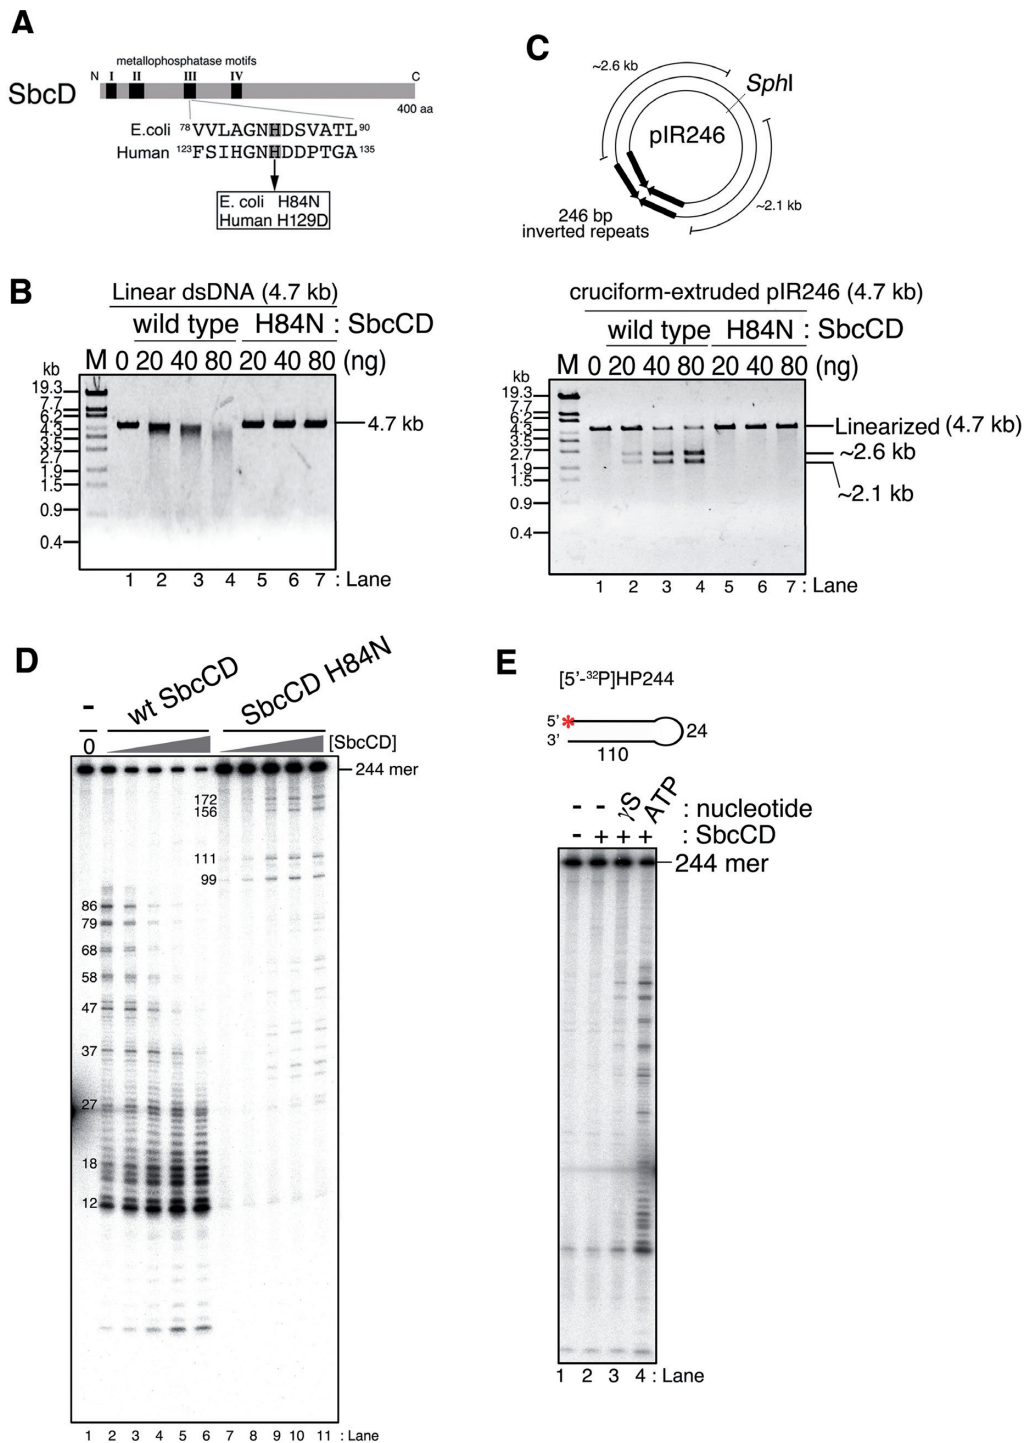 A
metallophosphatase motifs
N I II III IV C
SbcD
400 aa
E.coli 78VVLAGNHDSVATL90
Human 123FSIHGNHDDPTGA135
E. coli H84N
Human H129D
C
~2.6 kb
SphI
pIR246
~2.1 kb
246 bp
inverted repeats
B
Linear dsDNA (4.7 kb)
wild type H84N : SbcCD
M 0 20 40 80 20 40 80 (ng)
kb
19.3
7.7
6.2
4.3
3.5
2.7
1.9
1.5
0.9
0.4
4.7 kb
1 2 3 4 5 6 7 : Lane
cruciform-extruded pIR246 (4.7 kb)
wild type H84N : SbcCD
M 0 20 40 80 20 40 80 (ng)
kb
19.3
7.7
6.2
4.3
3.5
2.7
1.9
1.5
0.9
0.4
Linearized (4.7 kb)
~2.6 kb
~2.1 kb
1 2 3 4 5 6 7 : Lane
D
- wt SbcCD SbcCD H84N
0 [SbcCD]
244 mer
172
156
111
99
86
79
68
58
47
37
27
18
12
1 2 3 4 5 6 7 8 9 10 11 : Lane
E
[5'-32P]HP244
5' *
3'
24
110
- - γS ATP : nucleotide
- + + + : SbcCD
244 mer
1 2 3 4 : Lane